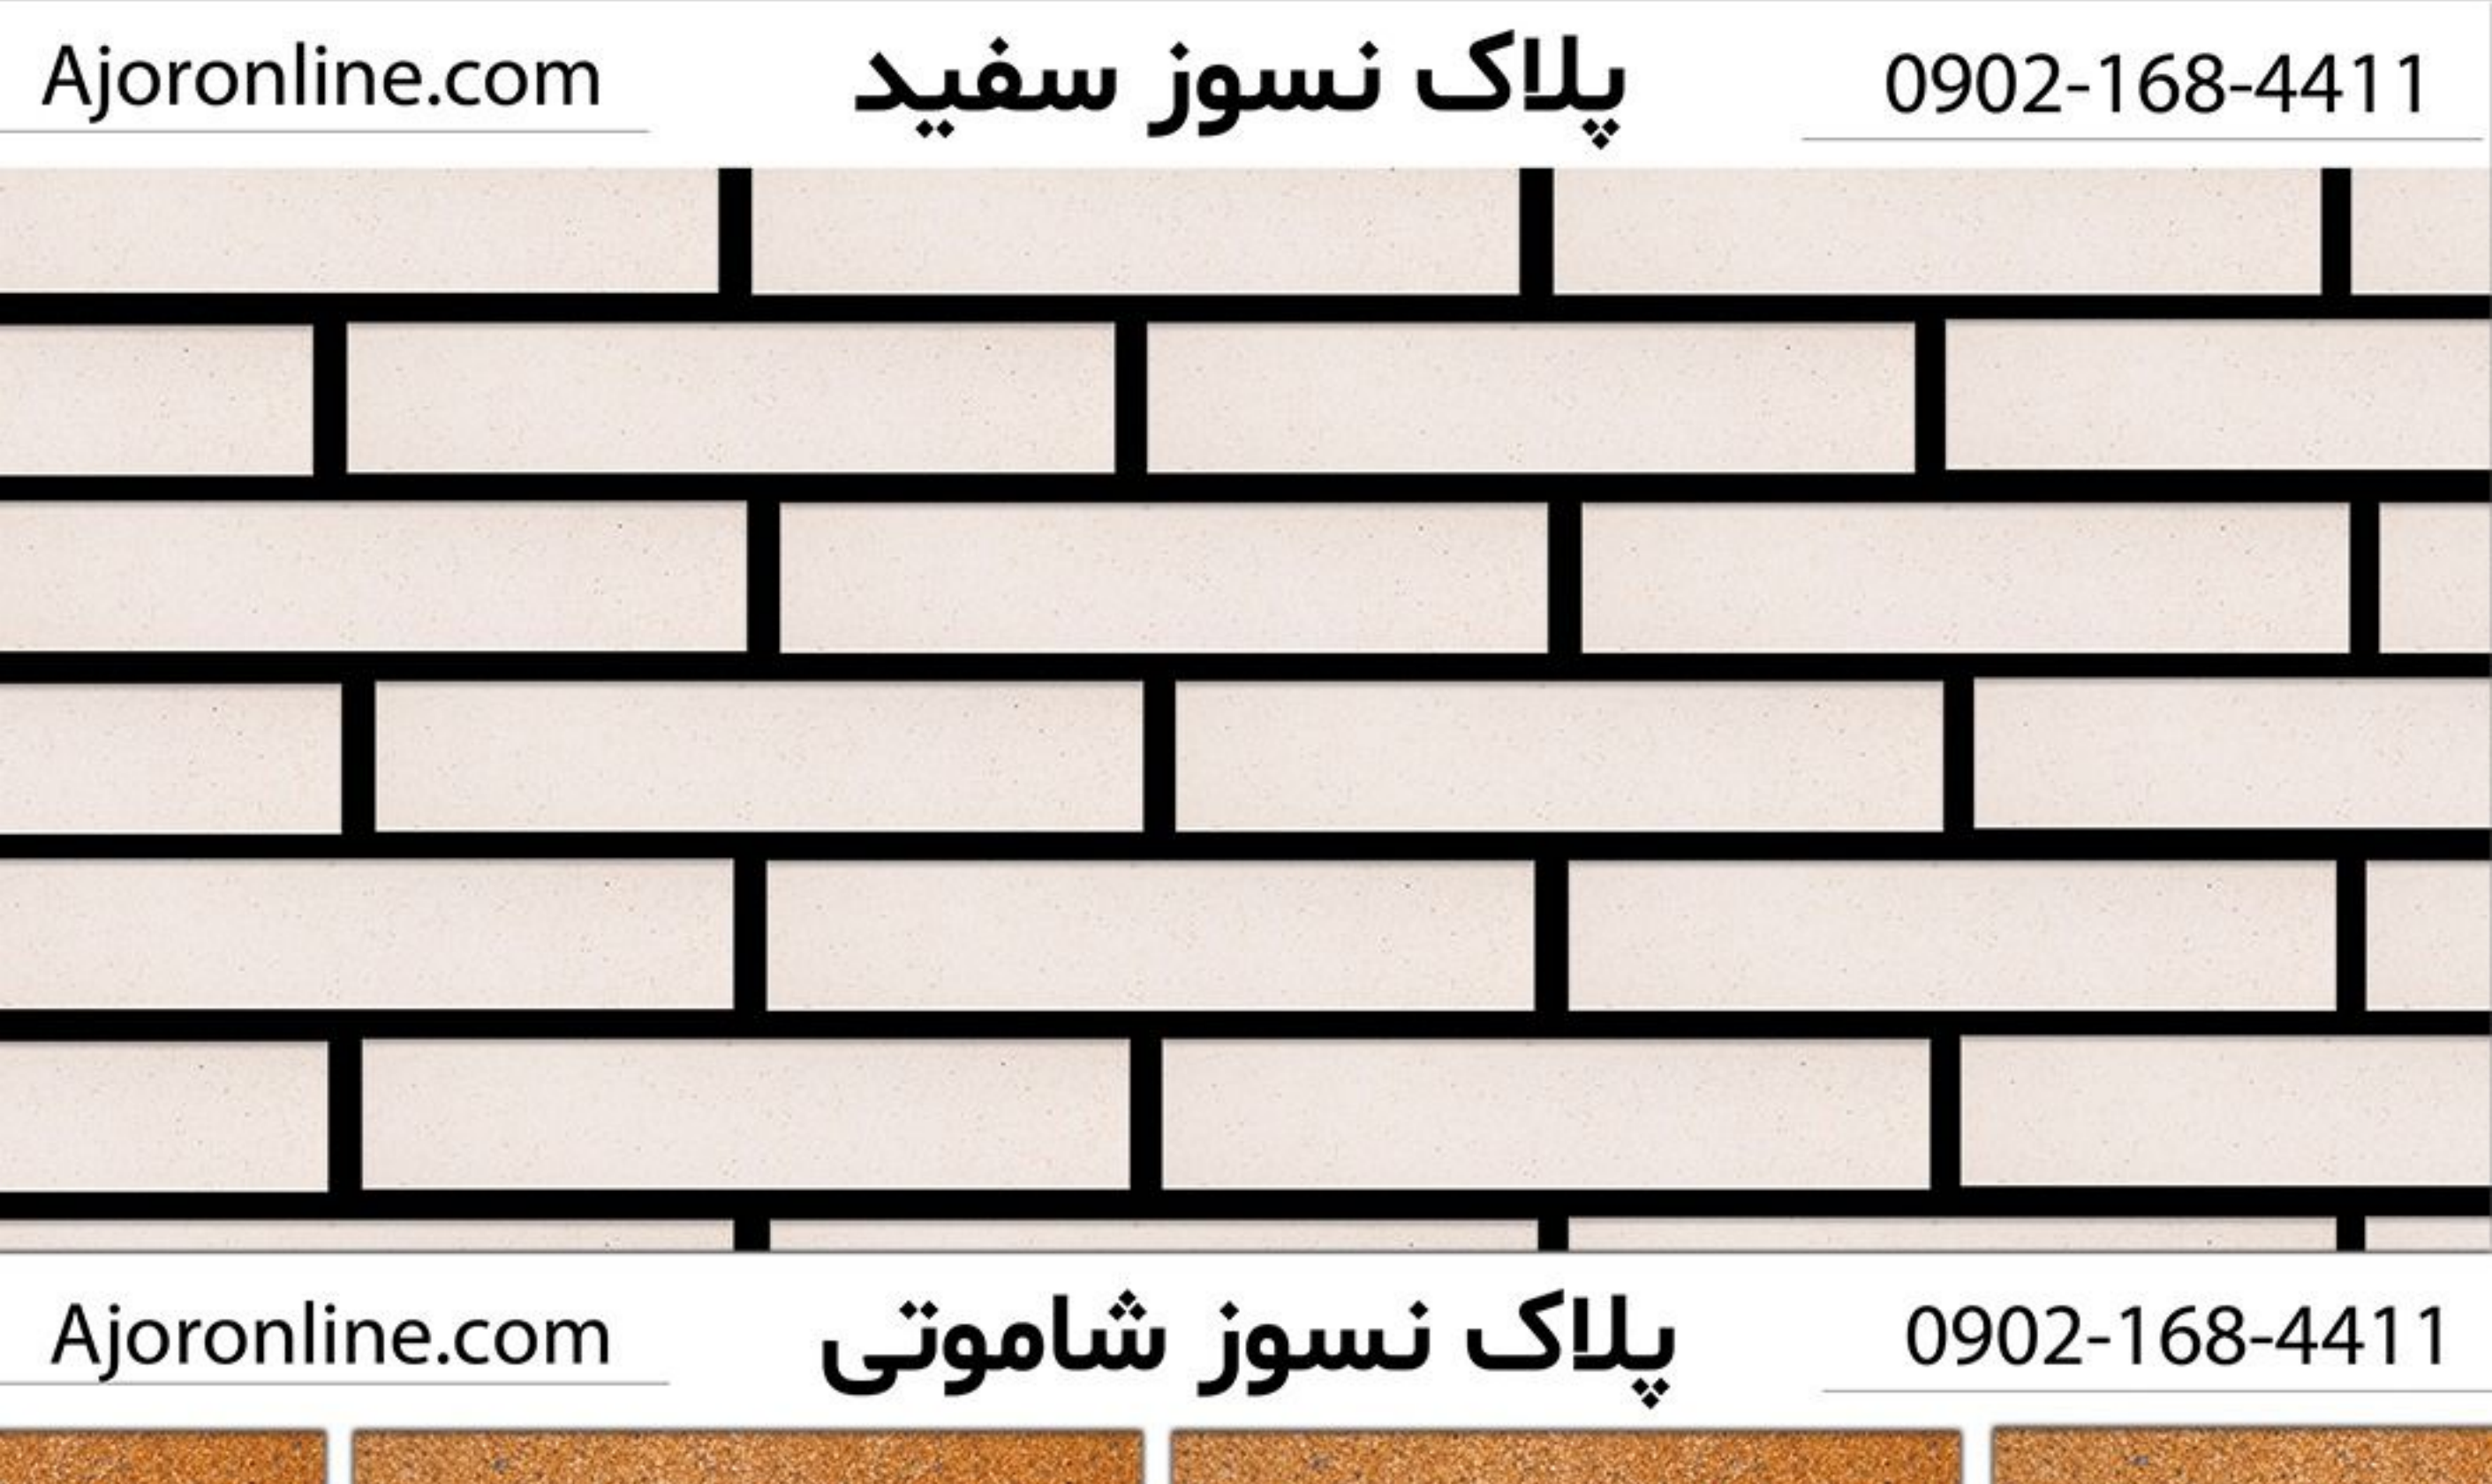 Ajoronline.com پلاک نسوز سفید 0902-168-4411
Ajoronline.com پلاک نسوز شاموتی 0902-168-4411